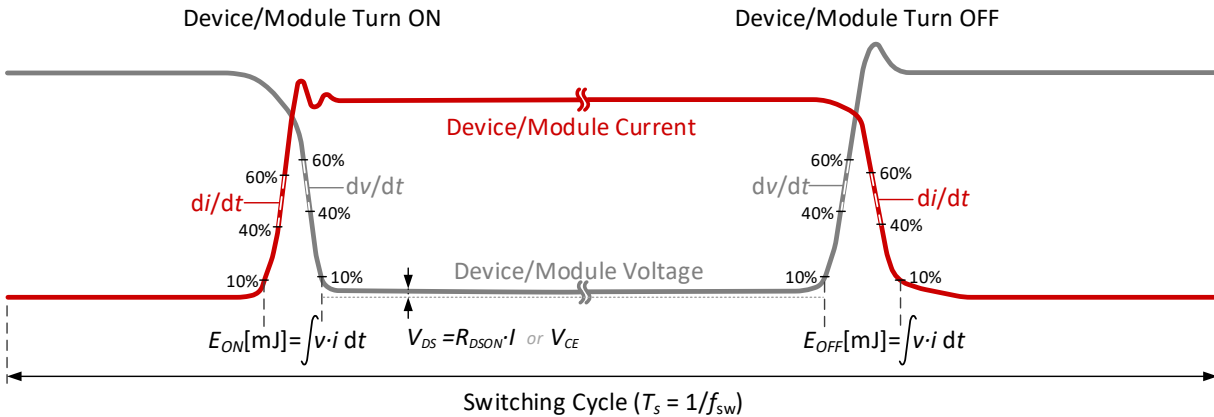 Device/Module Turn ON
Device/Module Turn OFF
Device/Module Current
60%
60%
60%
60%
di/dt
dv/dt
dv/dt
di/dt
40%
40%
40%
40%
Device/Module Voltage
10%
10%
10%
10%
E_ON[mJ]=∫v·i dt
V_DS =R_DSON·I or V_CE
E_OFF[mJ]=∫v·i dt
Switching Cycle (T_s = 1/f_sw)